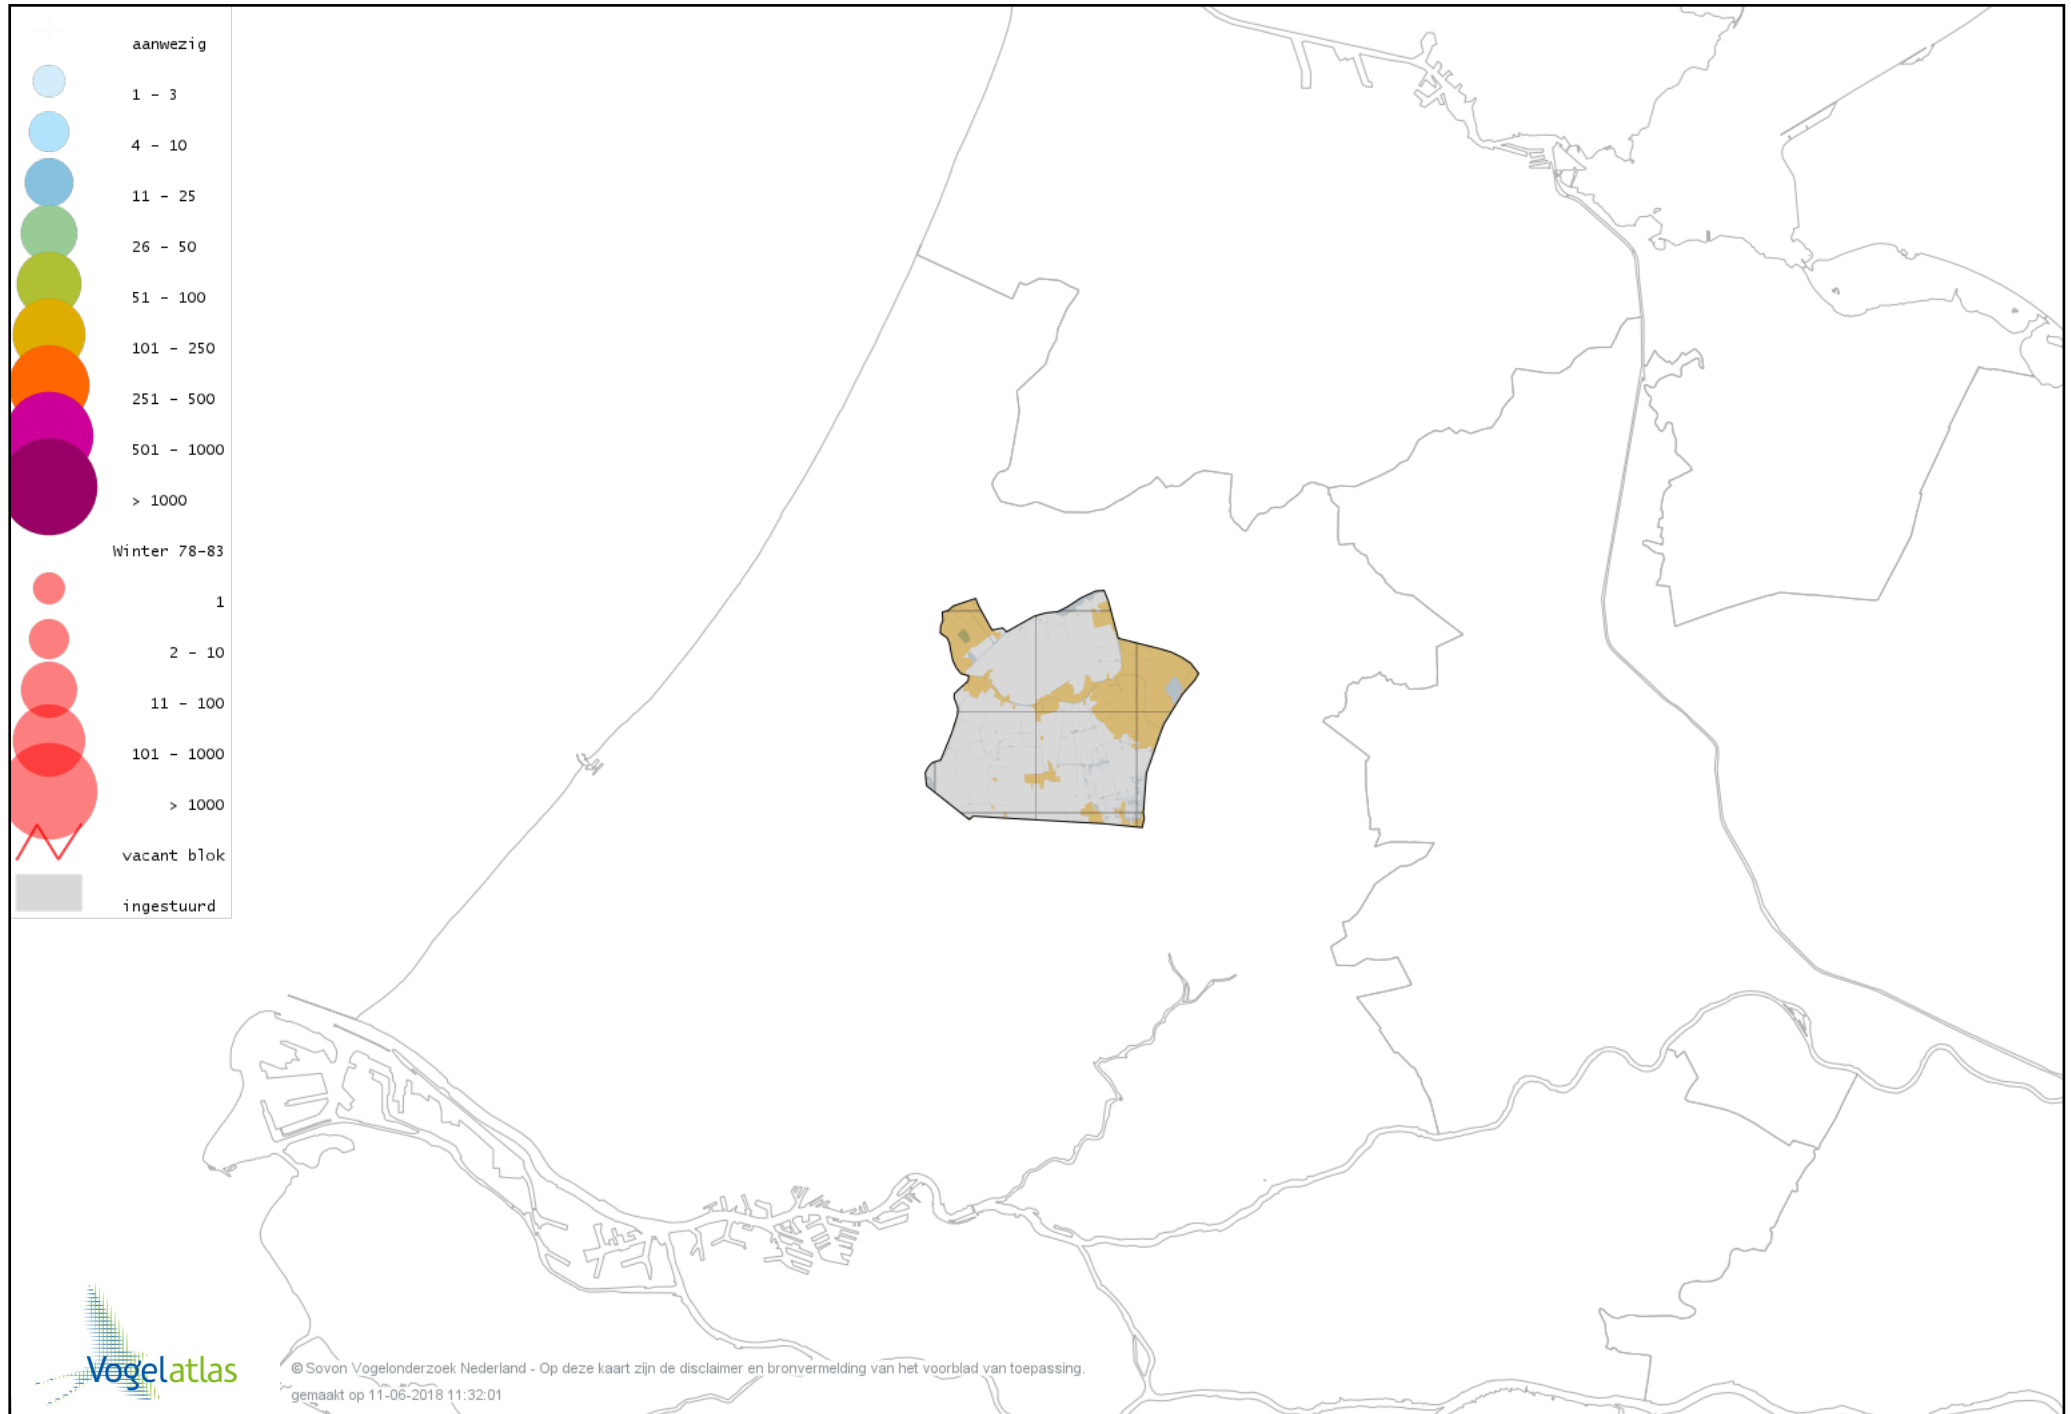 aanwezig
1 - 3
4 - 10
11 - 25
26 - 50
51 - 100
101 - 250
251 - 500
501 - 1000
> 1000
Winter 78-83
1
2 - 10
11 - 100
101 - 1000
> 1000
vacant blok
ingestuurd
Vogelatlas
© Sovon Vogelonderzoek Nederland - Op deze kaart zijn de disclaimer en bronvermelding van het voorblad van toepassing.
gemaakt op 11-06-2018 11:32:01